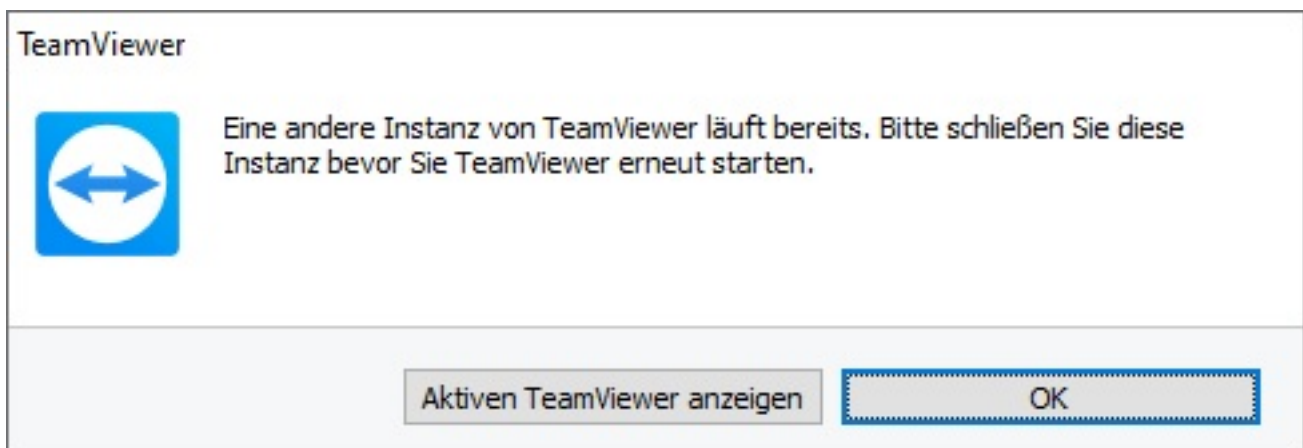 TeamViewer
Eine andere Instanz von TeamViewer läuft bereits. Bitte schließen Sie diese
Instanz bevor Sie TeamViewer erneut starten.
Aktiven TeamViewer anzeigen
OK